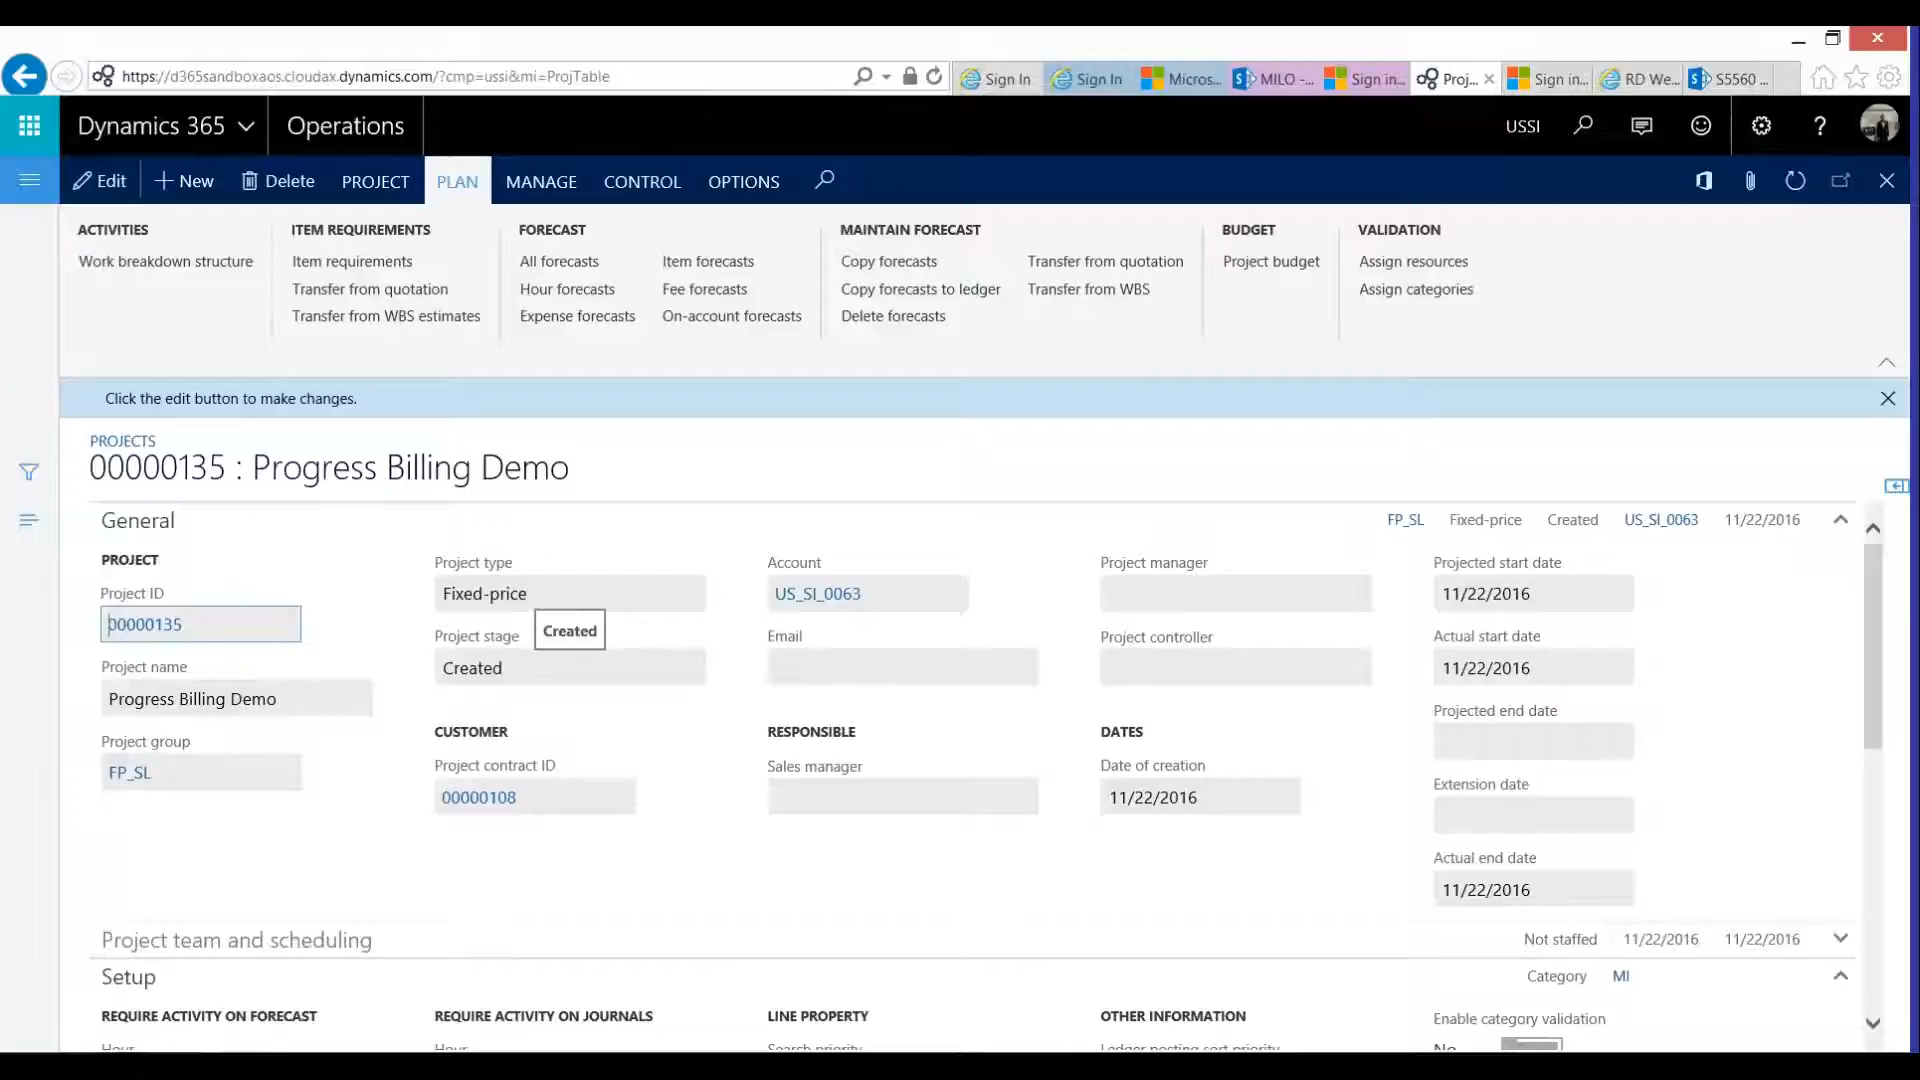 https://d365sandboxaos.cloudax.dynamics.com/?cmp=ussi&mi=ProjTable
Sign In
Sign In
Micros...
MILO -...
Sign in...
Proj...
Sign in...
RD We...
S5560 ...
Dynamics 365
Operations
USSI
Edit
New
Delete
PROJECT
PLAN
MANAGE
CONTROL
OPTIONS
ACTIVITIES
Work breakdown structure
ITEM REQUIREMENTS
Item requirements
Transfer from quotation
Transfer from WBS estimates
FORECAST
All forecasts
Hour forecasts
Expense forecasts
Item forecasts
Fee forecasts
On-account forecasts
MAINTAIN FORECAST
Copy forecasts
Copy forecasts to ledger
Delete forecasts
Transfer from quotation
Transfer from WBS
BUDGET
Project budget
VALIDATION
Assign resources
Assign categories
Click the edit button to make changes.
PROJECTS
00000135 : Progress Billing Demo
General
FP_SL
Fixed-price
Created
US_SI_0063
11/22/2016
PROJECT
Project ID
00000135
Project name
Progress Billing Demo
Project group
FP_SL
Project type
Fixed-price
Project stage
Created
Created
CUSTOMER
Project contract ID
00000108
Account
US_SI_0063
Email
RESPONSIBLE
Sales manager
Project manager
Project controller
DATES
Date of creation
11/22/2016
Projected start date
11/22/2016
Actual start date
11/22/2016
Projected end date
Extension date
Actual end date
11/22/2016
Project team and scheduling
Not staffed
11/22/2016
11/22/2016
Setup
Category
MI
REQUIRE ACTIVITY ON FORECAST
Hour
REQUIRE ACTIVITY ON JOURNALS
Hour
LINE PROPERTY
Search priority
OTHER INFORMATION
Ledger posting sort priority
Enable category validation
No